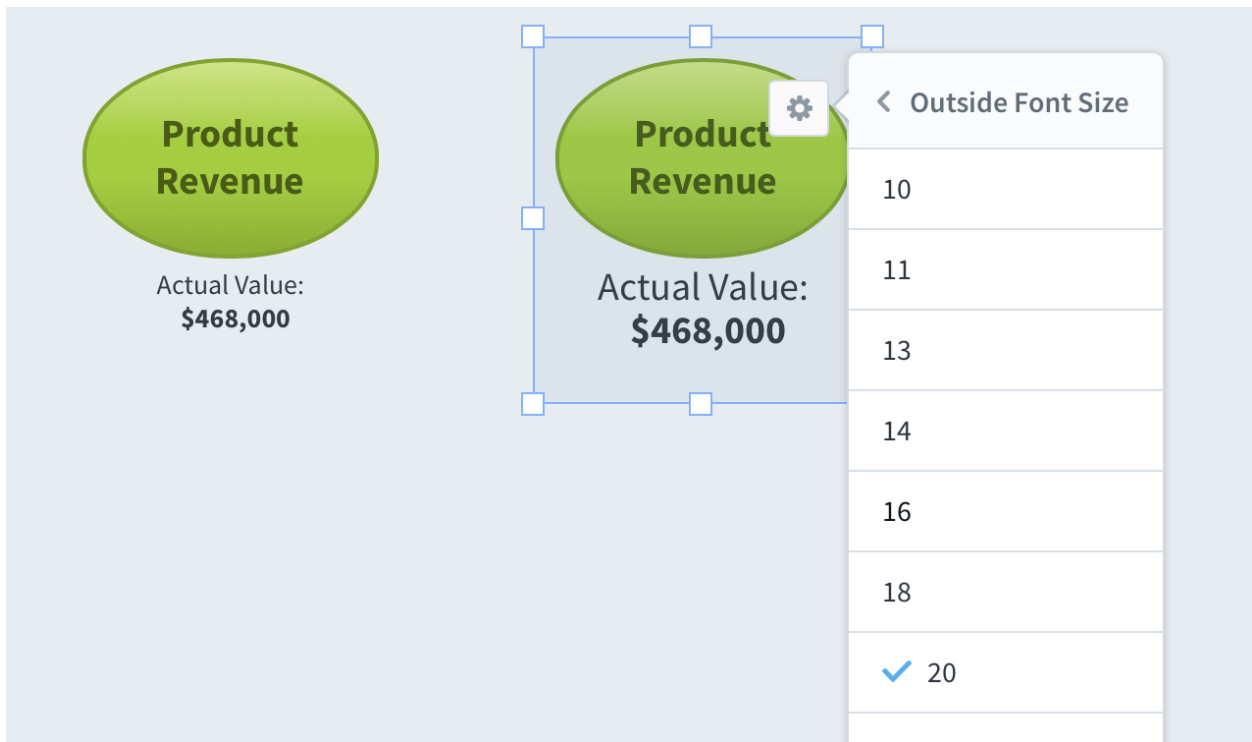 Product
Revenue
Actual Value:
$468,000
Product
Revenue
Actual Value:
$468,000
Outside Font Size
10
11
13
14
16
18
20